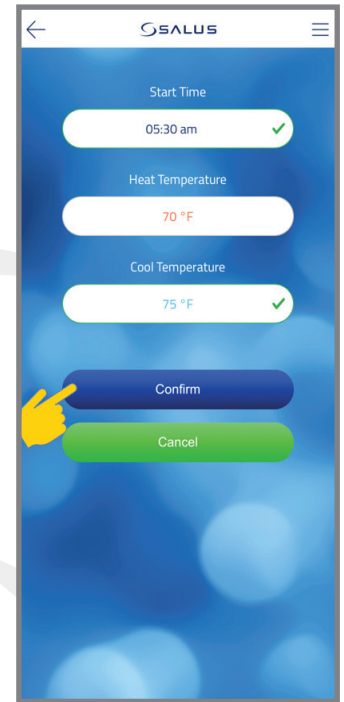 SALUS
Start Time
05:30 am
Heat Temperature
70 °F
Cool Temperature
75 °F
Confirm
Cancel